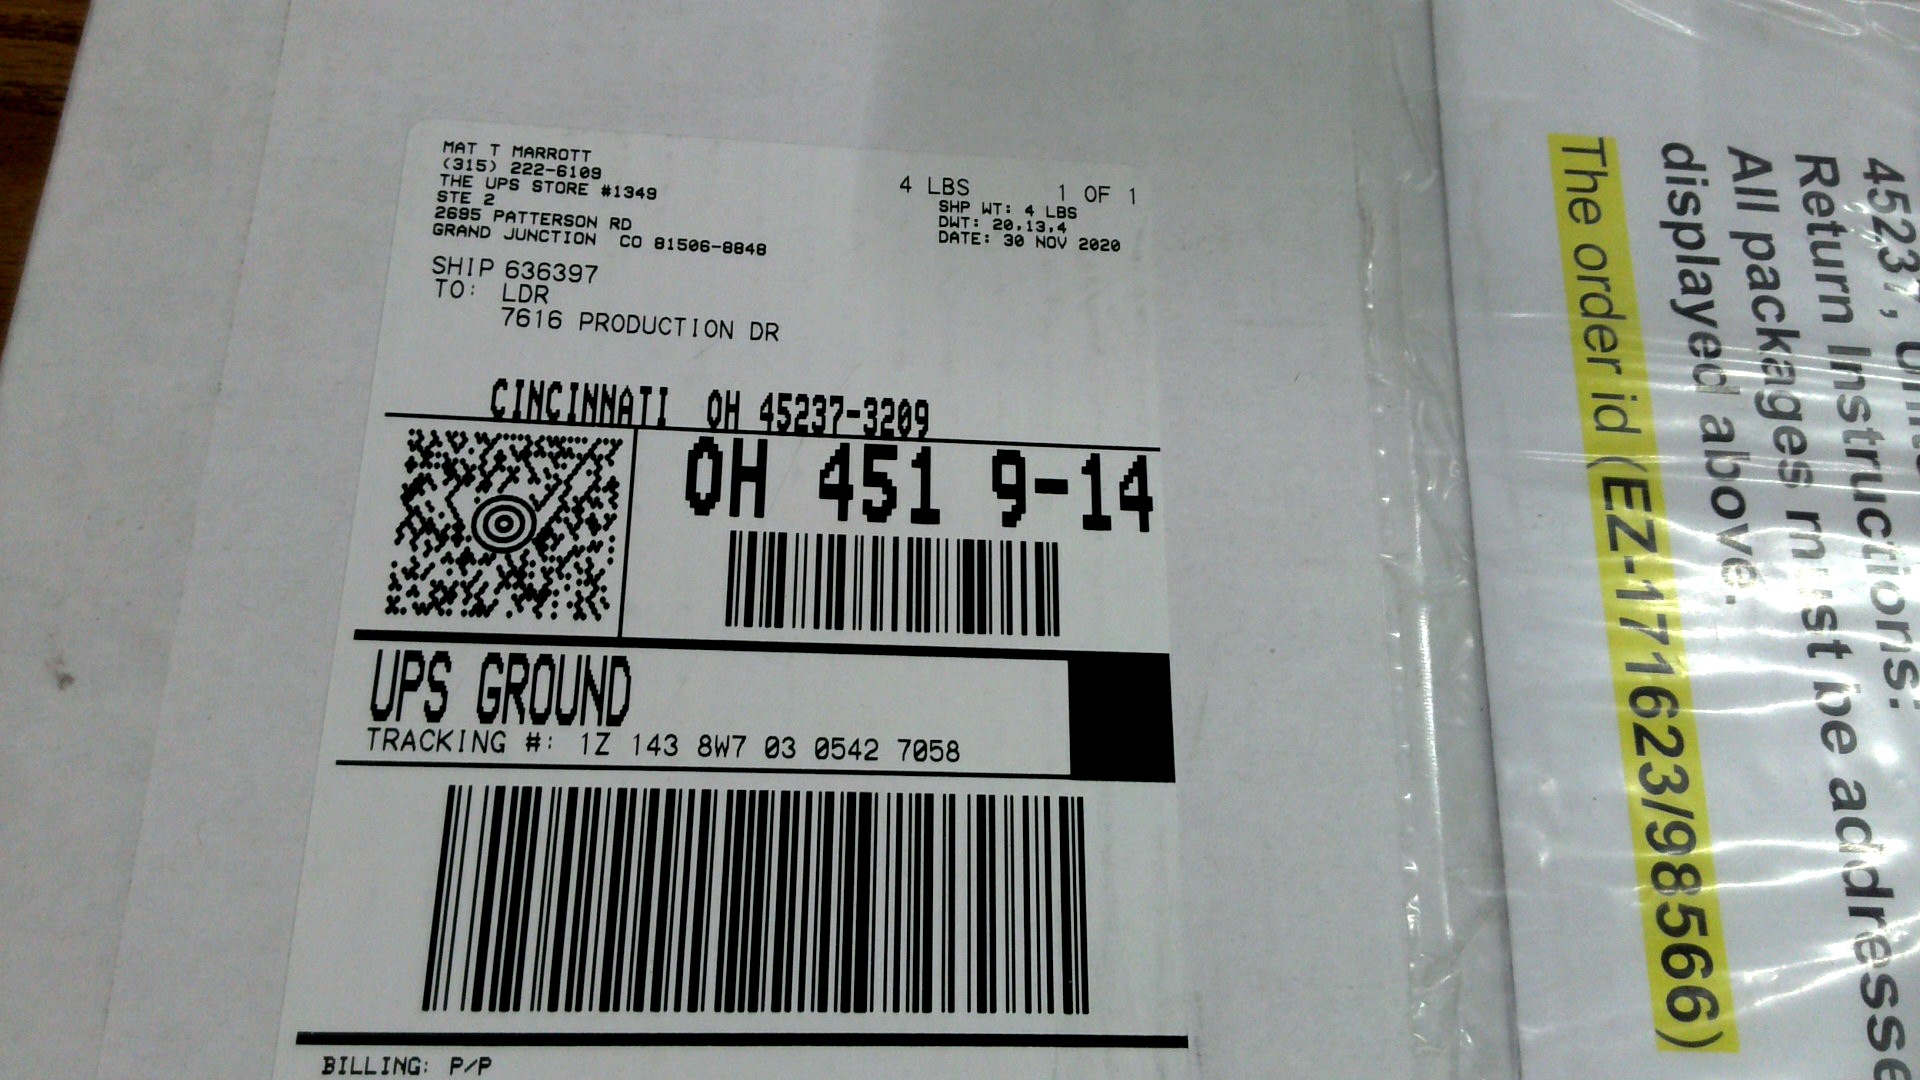 MAT T MARROTT
(315) 222-6109
THE UPS STORE #1349
STE 2
2695 PATTERSON RD
GRAND JUNCTION CO 81506-8848
4 LBS 1 OF 1
SHP WT: 4 LBS
DWT: 20,13,4
DATE: 30 NOV 2020
SHIP 636397
TO: LDR
7616 PRODUCTION DR
CINCINNATI OH 45237-3209
OH 451 9-14
UPS GROUND
TRACKING #: 1Z 143 8W7 03 0542 7058
BILLING: P/P
45237,
Return Instructions:
All packages must be addresse
displayed above.
The order id (EZ-171623/98566)